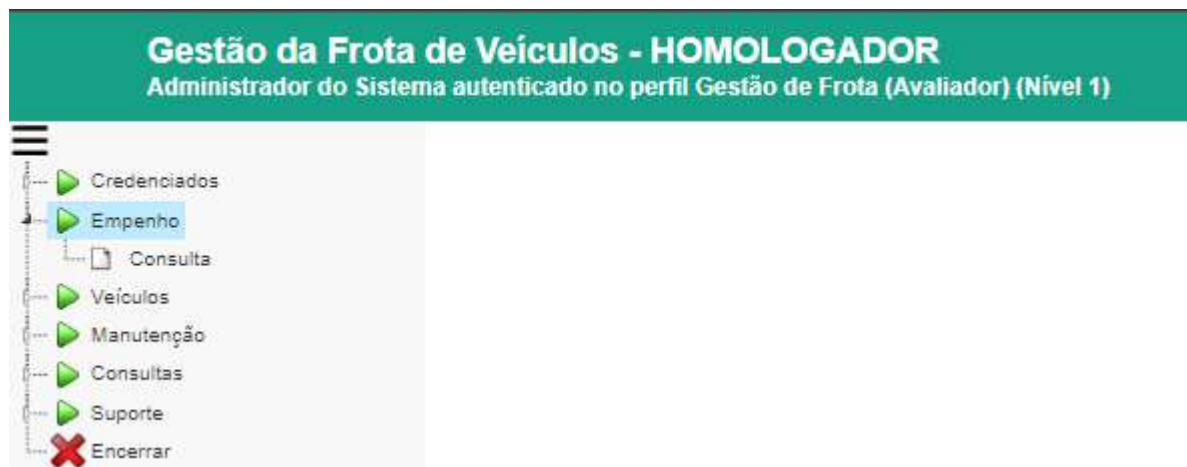 Gestão da Frota de Veículos - HOMOLOGADOR
Administrador do Sistema autenticado no perfil Gestão de Frota (Avaliador) (Nível 1)
Credenciados
Empenho
Consulta
Veículos
Manutenção
Consultas
Suporte
Encerrar